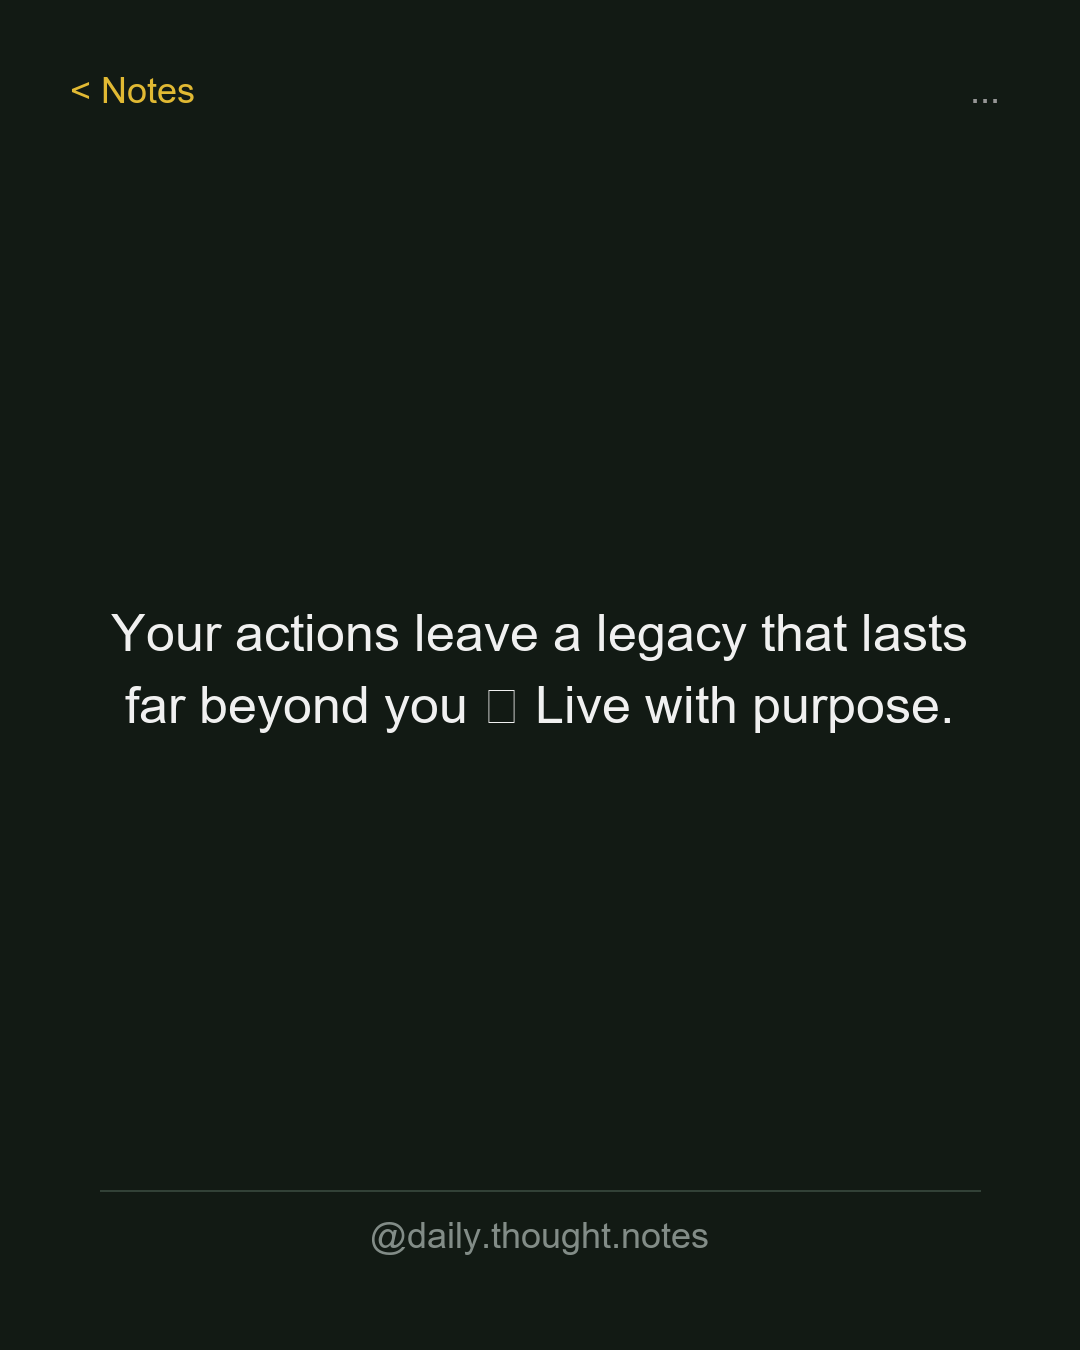 < Notes
...
Your actions leave a legacy that lasts
far beyond you □ Live with purpose.
@daily.thought.notes